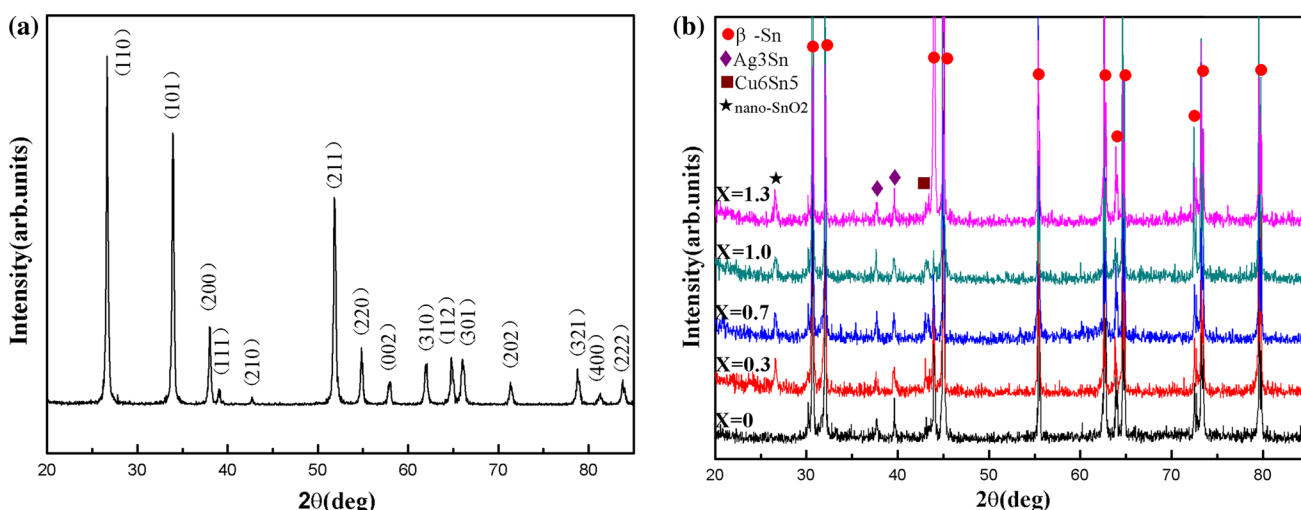 (a)
Intensity(arb.units)
(110)
(101)
(200)
(111)
(210)
(211)
(220)
(002)
(310)
(112)
(301)
(202)
(321)
(400)
(222)
20 30 40 50 60 70 80
2θ(deg)
(b)
Intensity(arb.units)
β -Sn
Ag3Sn
Cu6Sn5
nano-SnO2
X=1.3
X=1.0
X=0.7
X=0.3
X=0
20 30 40 50 60 70 80
2θ(deg)